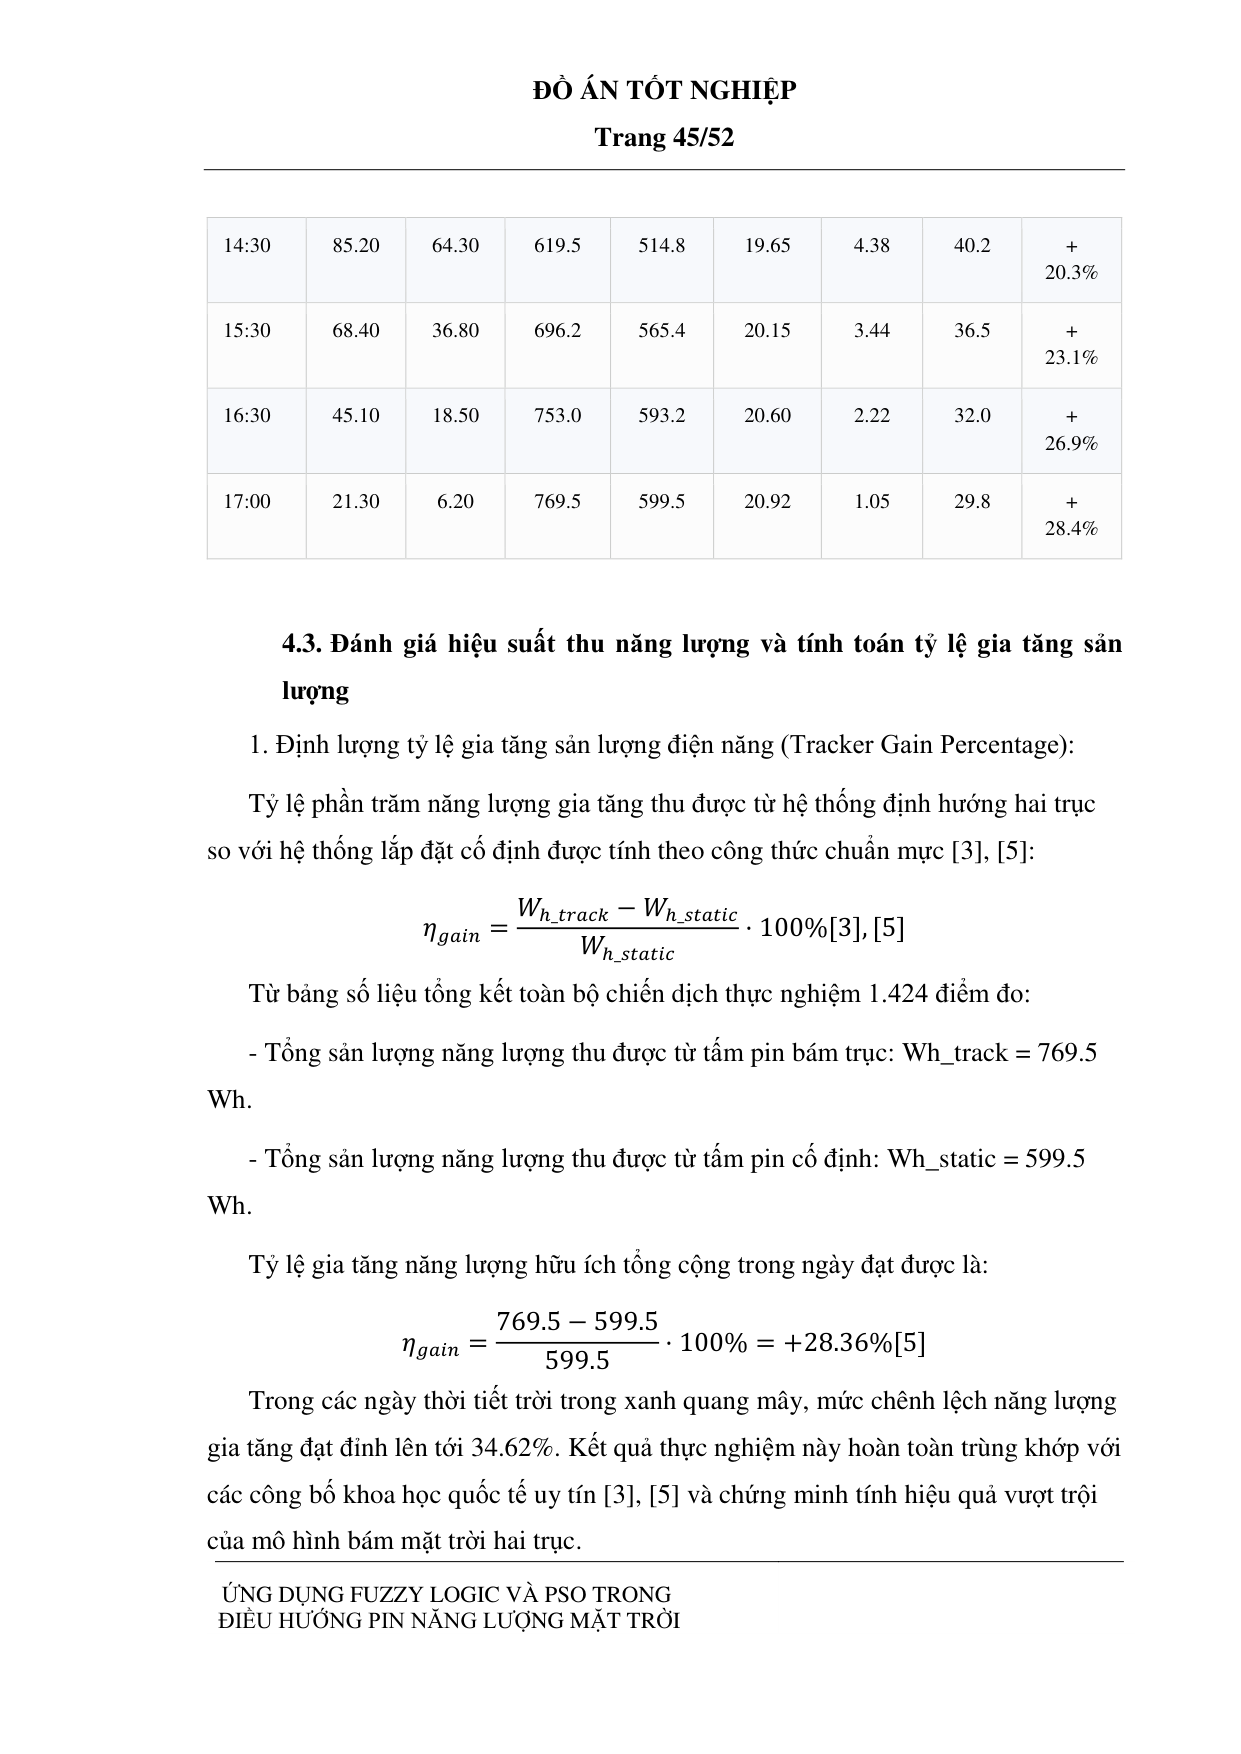 ĐỒ ÁN TỐT NGHIỆP
Trang 45/52
14:30 85.20 64.30 619.5 514.8 19.65 4.38 40.2 +
20.3%
15:30 68.40 36.80 696.2 565.4 20.15 3.44 36.5 +
23.1%
16:30 45.10 18.50 753.0 593.2 20.60 2.22 32.0 +
26.9%
17:00 21.30 6.20 769.5 599.5 20.92 1.05 29.8 +
28.4%
4.3. Đánh giá hiệu suất thu năng lượng và tính toán tỷ lệ gia tăng sản
lượng
1. Định lượng tỷ lệ gia tăng sản lượng điện năng (Tracker Gain Percentage):
Tỷ lệ phần trăm năng lượng gia tăng thu được từ hệ thống định hướng hai trục
so với hệ thống lắp đặt cố định được tính theo công thức chuẩn mực [3], [5]:
η_gain = (W_h_track − W_h_static) / W_h_static · 100%[3], [5]
Từ bảng số liệu tổng kết toàn bộ chiến dịch thực nghiệm 1.424 điểm đo:
- Tổng sản lượng năng lượng thu được từ tấm pin bám trục: Wh_track = 769.5
Wh.
- Tổng sản lượng năng lượng thu được từ tấm pin cố định: Wh_static = 599.5
Wh.
Tỷ lệ gia tăng năng lượng hữu ích tổng cộng trong ngày đạt được là:
η_gain = (769.5 − 599.5) / 599.5 · 100% = +28.36%[5]
Trong các ngày thời tiết trời trong xanh quang mây, mức chênh lệch năng lượng
gia tăng đạt đỉnh lên tới 34.62%. Kết quả thực nghiệm này hoàn toàn trùng khớp với
các công bố khoa học quốc tế uy tín [3], [5] và chứng minh tính hiệu quả vượt trội
của mô hình bám mặt trời hai trục.
ỨNG DỤNG FUZZY LOGIC VÀ PSO TRONG
ĐIỀU HƯỚNG PIN NĂNG LƯỢNG MẶT TRỜI